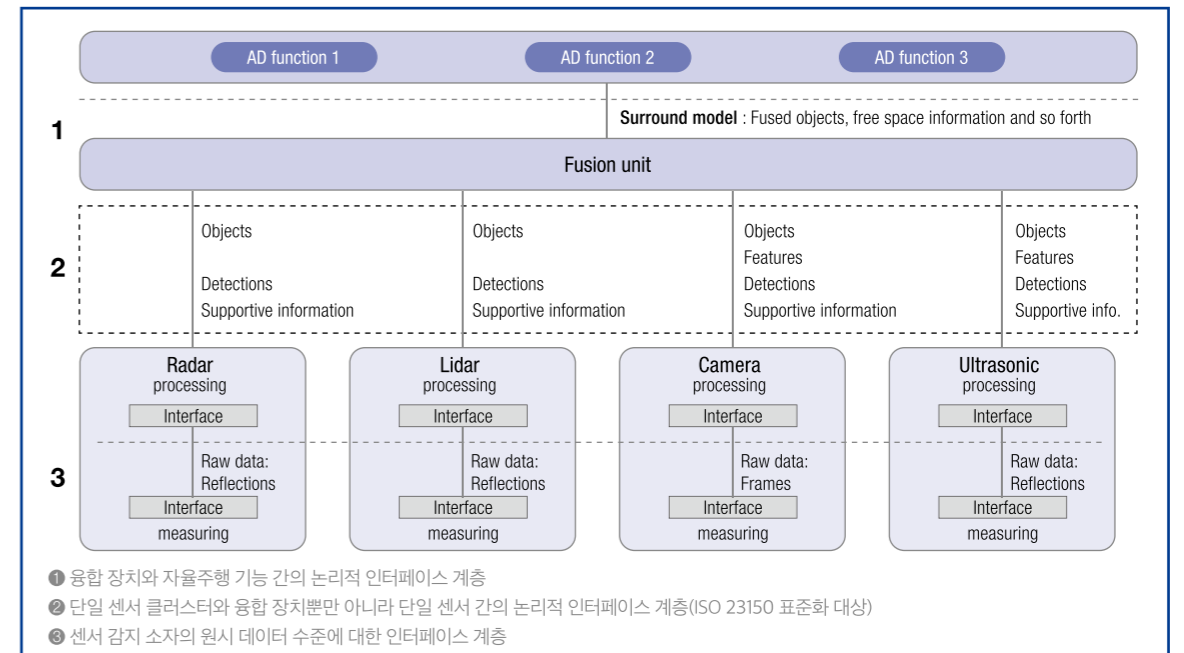 AD function 1 AD function 2 AD function 3
1
Surround model : Fused objects, free space information and so forth
Fusion unit
2
Objects Objects Objects Objects
Features Features
Detections Detections Detections Detections
Supportive information Supportive information Supportive information Supportive info.
Radar Lidar Camera Ultrasonic
processing processing processing processing
Interface Interface Interface Interface
3
Raw data: Raw data: Raw data: Raw data:
Reflections Reflections Frames Reflections
Interface Interface Interface Interface
measuring measuring measuring measuring
❶ 융합 장치와 자율주행 기능 간의 논리적 인터페이스 계층
❷ 단일 센서 클러스터와 융합 장치뿐만 아니라 단일 센서 간의 논리적 인터페이스 계층(ISO 23150 표준화 대상)
❸ 센서 감지 소자의 원시 데이터 수준에 대한 인터페이스 계층